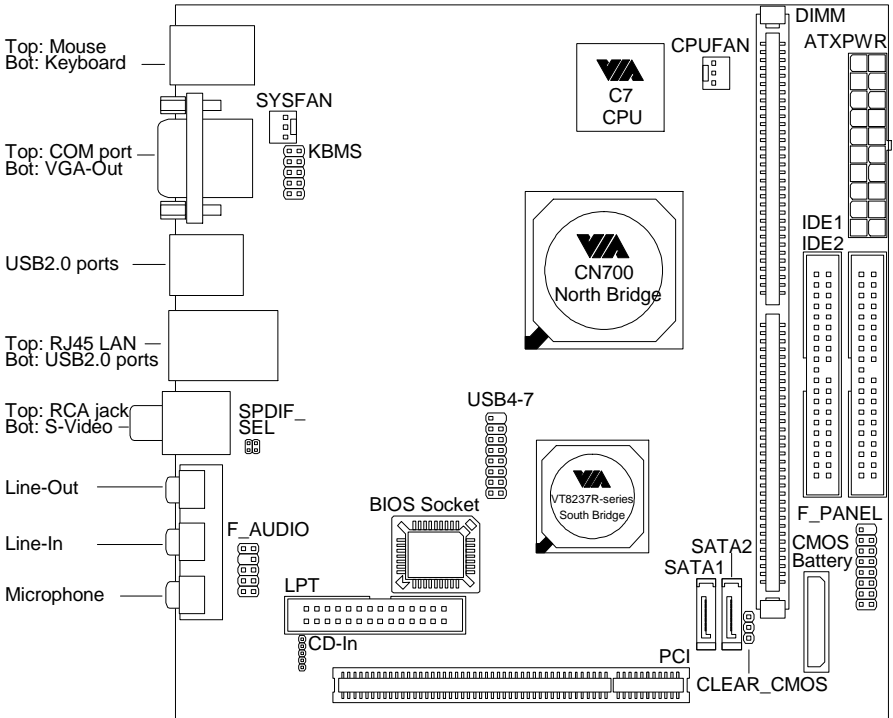 DIMM
Top: Mouse
Bot: Keyboard
CPUFAN
ATXPWR
VIA
C7
CPU
SYSFAN
Top: COM port
Bot: VGA-Out
KBMS
IDE1
IDE2
VIA
CN700
North Bridge
USB2.0 ports
Top: RJ45 LAN
Bot: USB2.0 ports
Top: RCA jack
Bot: S-Video
SPDIF_
SEL
USB4-7
VIA
VT8237R-series
South Bridge
Line-Out
BIOS Socket
F_PANEL
F_AUDIO
Line-In
SATA2
SATA1
CMOS
Battery
LPT
Microphone
CD-In
PCI
CLEAR_CMOS